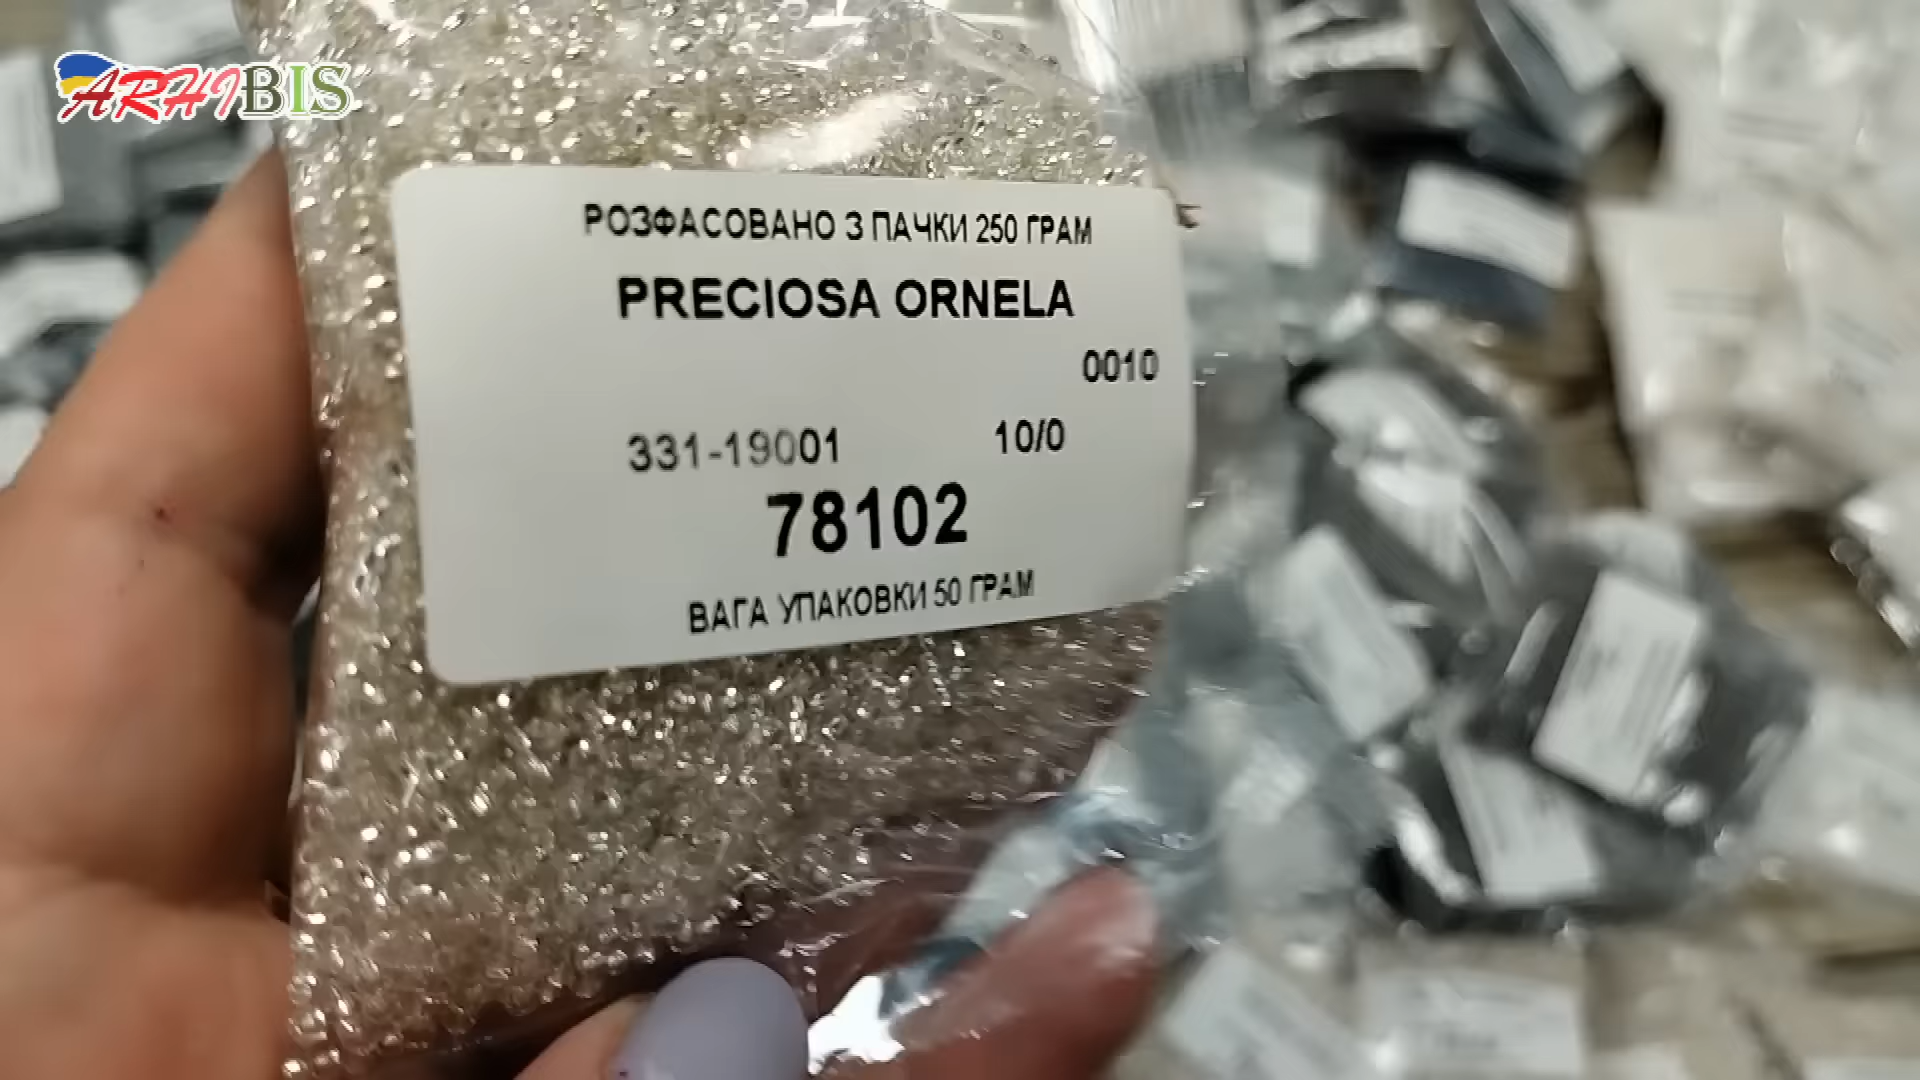 ARHIBIS
РОЗФАСОВАНО З ПАЧКИ 250 ГРАМ
PRECIOSA ORNELA
0010
331-19001 10/0
78102
ВАГА УПАКОВКИ 50 ГРАМ